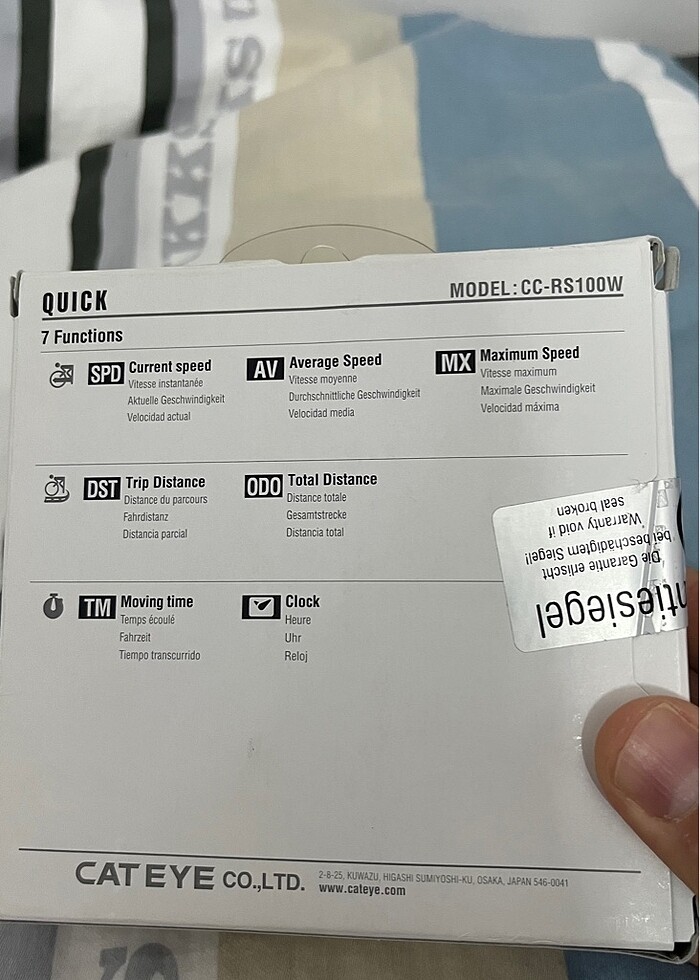 QUICK
MODEL:CC-RS100W
7 Functions
SPD Current speed
Vitesse instantanée
Aktuelle Geschwindigkeit
Velocidad actual
AV Average Speed
Vitesse moyenne
Durchschnittliche Geschwindigkeit
Velocidad media
MX Maximum Speed
Vitesse maximum
Maximale Geschwindigkeit
Velocidad máxima
DST Trip Distance
Distance du parcours
Fahrdistanz
Distancia parcial
ODO Total Distance
Distance totale
Gesamtstrecke
Distancia total
TM Moving time
Temps écoulé
Fahrzeit
Tiempo transcurrido
Clock
Heure
Uhr
Reloj
ntiesiegel
Die Garantie erlischt
bei beschädigtem Siegel!
Warranty void if
seal broken
CATEYE CO.,LTD.
2-8-25, KUWAZU, HIGASHI SUMIYOSHI-KU, OSAKA, JAPAN 546-0041
www.cateye.com